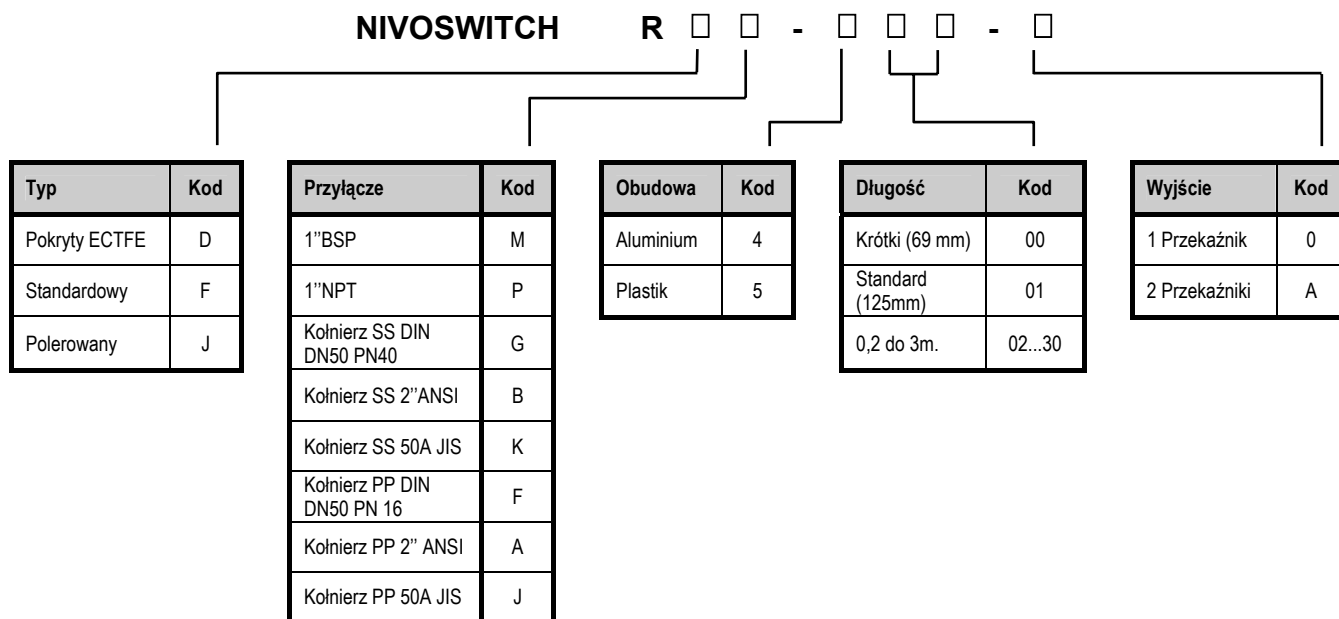 NIVOSWITCH R □ □ - □ □ □ - □
Typ Kod
Pokryty ECTFE D
Standardowy F
Polerowany J
Przyłącze Kod
1’’BSP M
1’’NPT P
Kołnierz SS DIN
DN50 PN40 G
Kołnierz SS 2’’ANSI B
Kołnierz SS 50A JIS K
Kołnierz PP DIN
DN50 PN 16 F
Kołnierz PP 2’’ ANSI A
Kołnierz PP 50A JIS J
Obudowa Kod
Aluminium 4
Plastik 5
Długość Kod
Krótki (69 mm) 00
Standard
(125mm) 01
0,2 do 3m. 02...30
Wyjście Kod
1 Przekaźnik 0
2 Przekaźniki A